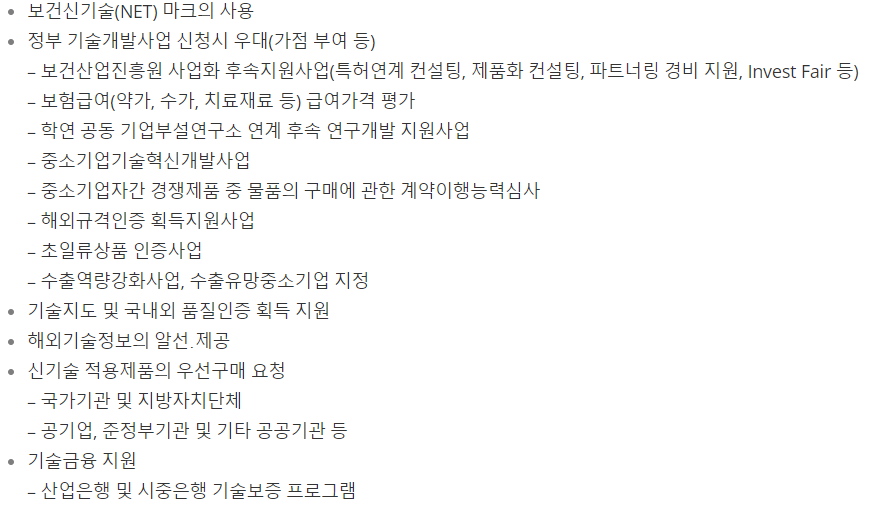 • 보건신기술(NET) 마크의 사용
• 정부 기술개발사업 신청시 우대(가점 부여 등)
– 보건산업진흥원 사업화 후속지원사업(특허연계 컨설팅, 제품화 컨설팅, 파트너링 경비 지원, Invest Fair 등)
– 보험급여(약가, 수가, 치료재료 등) 급여가격 평가
– 학연 공동 기업부설연구소 연계 후속 연구개발 지원사업
– 중소기업기술혁신개발사업
– 중소기업자간 경쟁제품 중 물품의 구매에 관한 계약이행능력심사
– 해외규격인증 획득지원사업
– 초일류상품 인증사업
– 수출역량강화사업, 수출유망중소기업 지정
• 기술지도 및 국내외 품질인증 획득 지원
• 해외기술정보의 알선.제공
• 신기술 적용제품의 우선구매 요청
– 국가기관 및 지방자치단체
– 공기업, 준정부기관 및 기타 공공기관 등
• 기술금융 지원
– 산업은행 및 시중은행 기술보증 프로그램